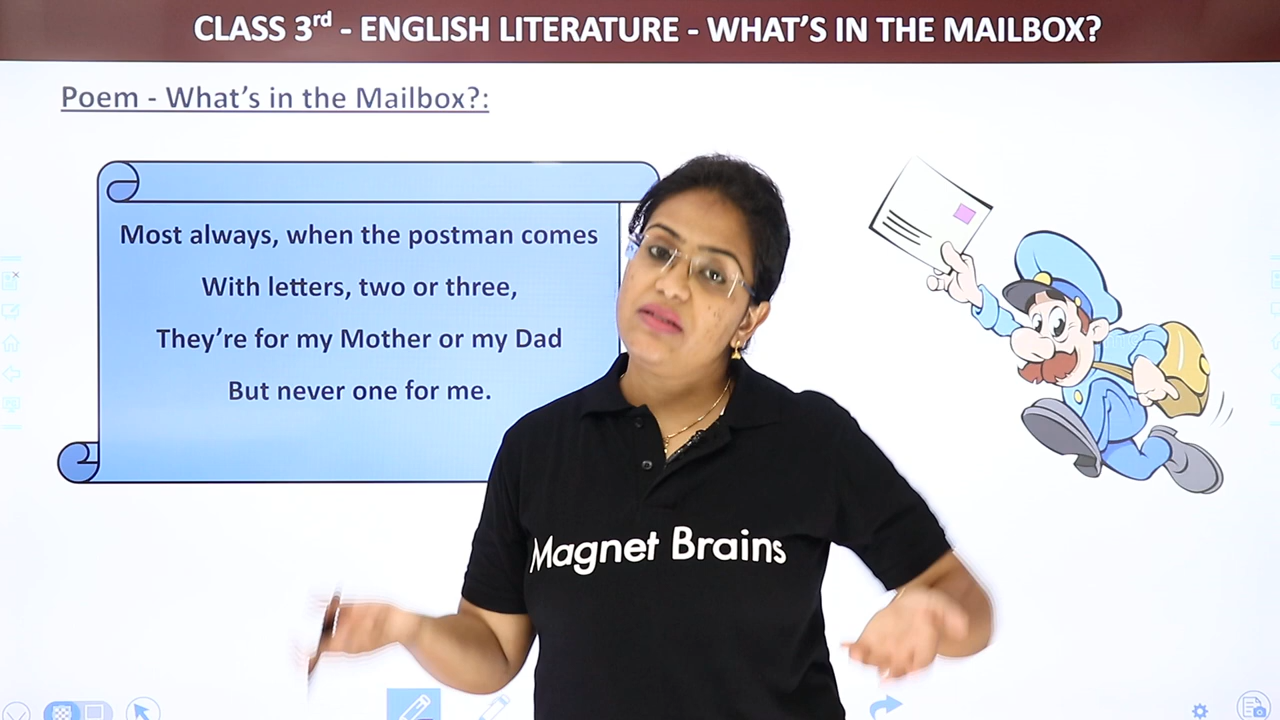 CLASS 3rd - ENGLISH LITERATURE - WHAT'S IN THE MAILBOX?
Poem - What's in the Mailbox?:
Most always, when the postman comes
With letters, two or three,
They're for my Mother or my Dad
But never one for me.
Magnet Brains